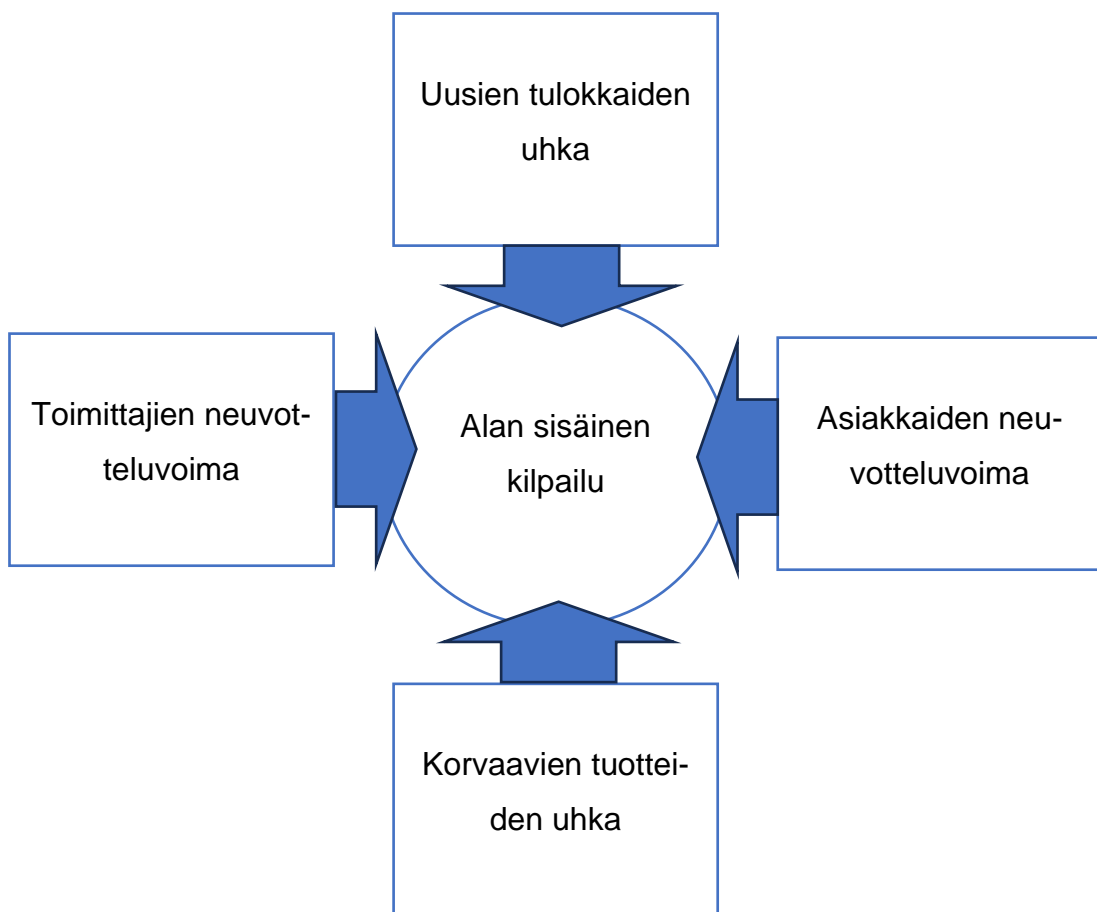 Uusien tulokkaiden
uhka
Toimittajien neuvot-
teluvoima
Alan sisäinen
kilpailu
Asiakkaiden neu-
votteluvoima
Korvaavien tuottei-
den uhka